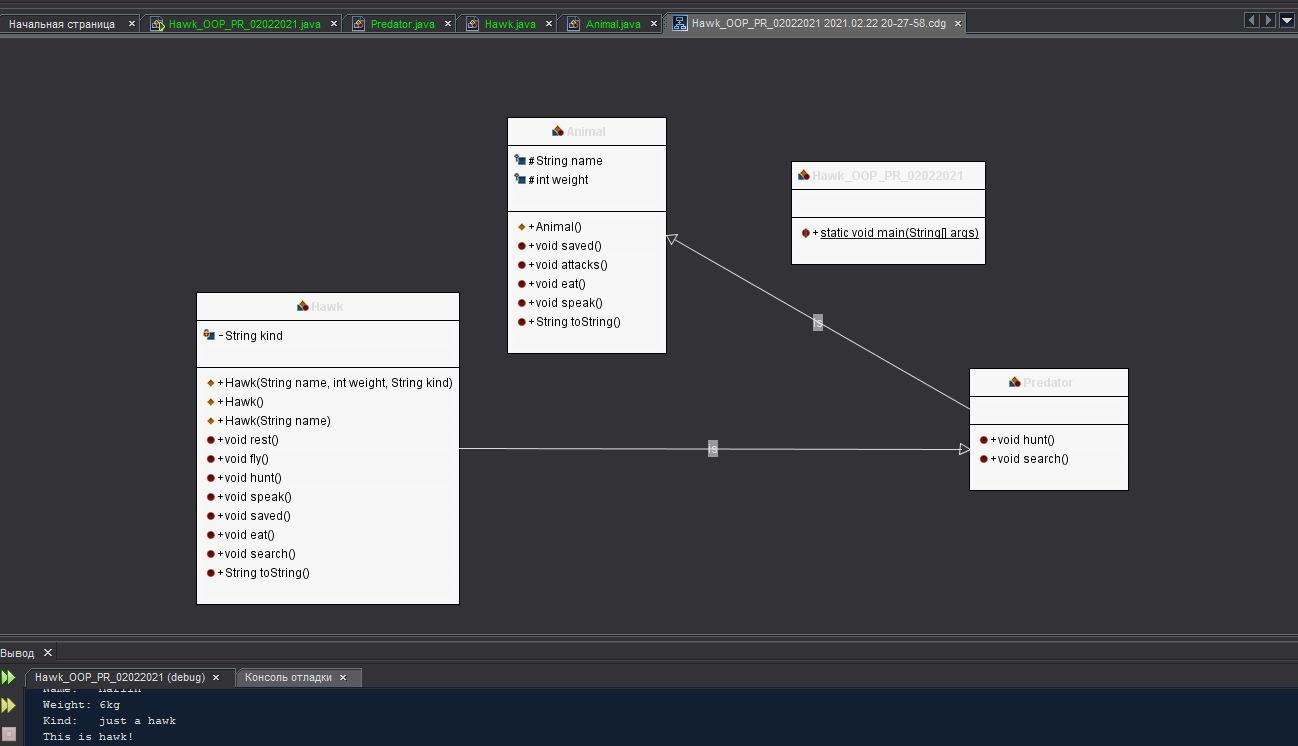 Начальная страница
Hawk_OOP_PR_02022021.java
Predator.java
Hawk.java
Animal.java
Hawk_OOP_PR_02022021 2021.02.22 20-27-58.cdg
Animal
#String name
#int weight
+Animal()
+void saved()
+void attacks()
+void eat()
+void speak()
+String toString()
Hawk_OOP_PR_02022021
+static void main(String[] args)
Hawk
-String kind
+Hawk(String name, int weight, String kind)
+Hawk()
+Hawk(String name)
+void rest()
+void fly()
+void hunt()
+void speak()
+void saved()
+void eat()
+void search()
+String toString()
is
is
Predator
+void hunt()
+void search()
Вывод
Hawk_OOP_PR_02022021 (debug)
Консоль отладки
Name:
Weight: 6kg
Kind: just a hawk
This is hawk!